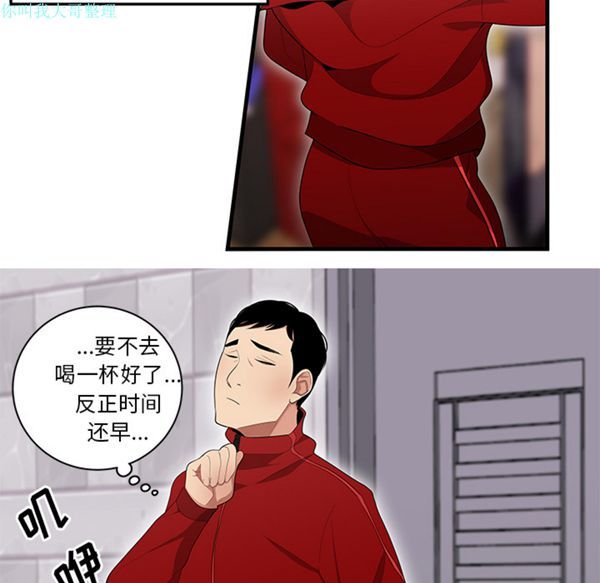 你叫我大哥整理
...要不去
喝一杯好了...
反正时间
还早...
叽
咿